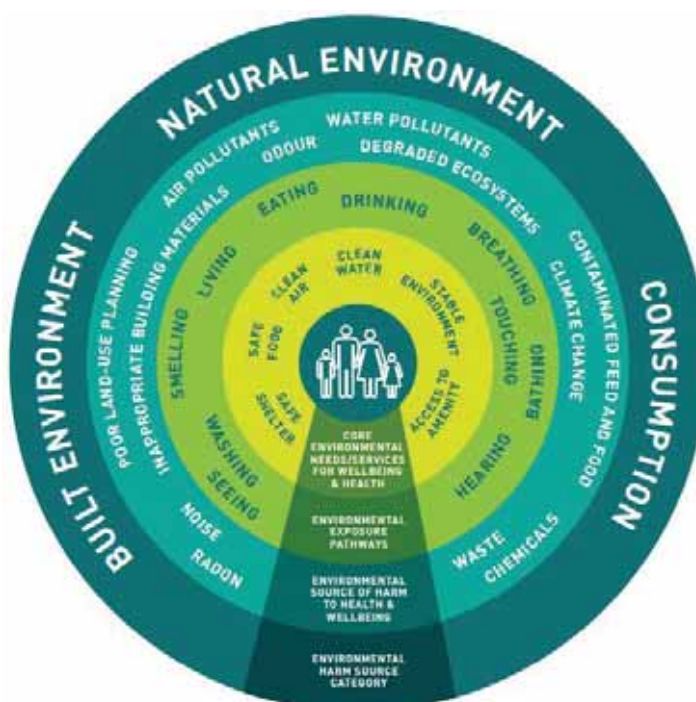 NATURAL ENVIRONMENT
BUILT ENVIRONMENT
CONSUMPTION
AIR POLLUTANTS
ODOUR
WATER POLLUTANTS
DEGRADED ECOSYSTEMS
CONTAMINATED FEED AND FOOD
CLIMATE CHANGE
POOR LAND-USE PLANNING
INAPPROPRIATE BUILDING MATERIALS
NOISE
RADON
WASTE
CHEMICALS
EATING
DRINKING
BREATHING
TOUCHING
BATHING
HEARING
LIVING
SMELLING
WASHING
SEEING
CLEAN
AIR
CLEAN
WATER
STABLE
ENVIRONMENT
SAFE
FOOD
SAFE
SHELTER
ACCESS TO
AMENITY
CORE
ENVIRONMENTAL
NEEDS/SERVICES
FOR WELLBEING
& HEALTH
ENVIRONMENTAL
EXPOSURE
PATHWAYS
ENVIRONMENTAL
SOURCE OF HARM
TO HEALTH &
WELLBEING
ENVIRONMENTAL
HARM SOURCE
CATEGORY